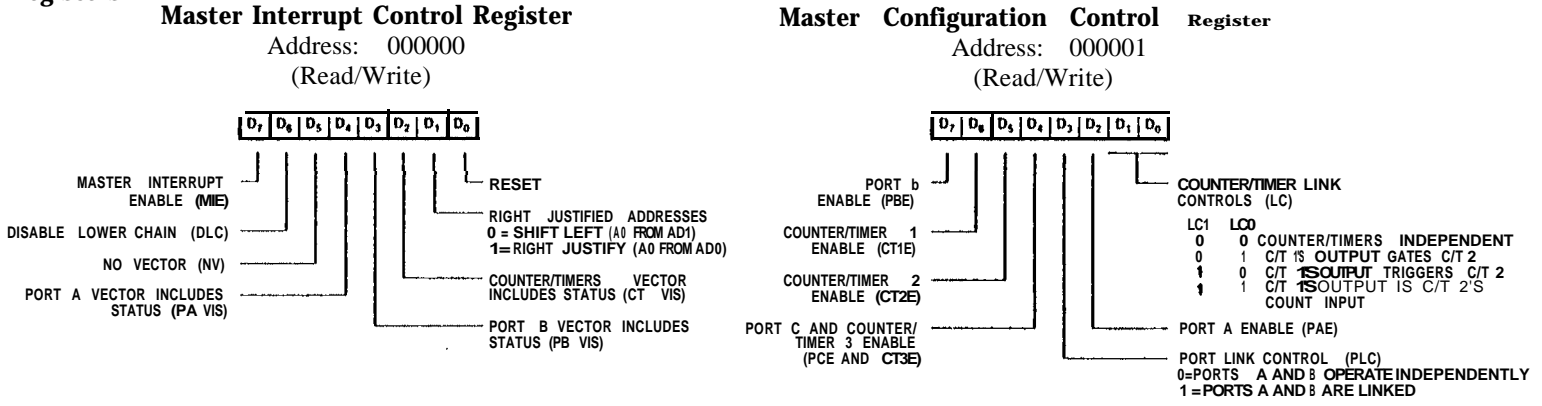 Master Interrupt Control Register
Address: 000000
(Read/Write)
D7 D6 D5 D4 D3 D2 D1 D0
MASTER INTERRUPT
ENABLE (MIE)
DISABLE LOWER CHAIN (DLC)
NO VECTOR (NV)
PORT A VECTOR INCLUDES
STATUS (PA VIS)
RESET
RIGHT JUSTIFIED ADDRESSES
0 = SHIFT LEFT (A0 FROM AD1)
1= RIGHT JUSTIFY (A0 FROM AD0)
COUNTER/TIMERS VECTOR
INCLUDES STATUS (CT VIS)
PORT B VECTOR INCLUDES
STATUS (PB VIS)
Master Configuration Control Register
Address: 000001
(Read/Write)
D7 D6 D5 D4 D3 D2 D1 D0
PORT b
ENABLE (PBE)
COUNTER/TIMER 1
ENABLE (CT1E)
COUNTER/TIMER 2
ENABLE (CT2E)
PORT C AND COUNTER/
TIMER 3 ENABLE
(PCE AND CT3E)
COUNTER/TIMER LINK
CONTROLS (LC)
LC1 LC0
0 0 COUNTER/TIMERS INDEPENDENT
0 1 C/T 1'S OUTPUT GATES C/T 2
1 0 C/T 1'S OUTPUT TRIGGERS C/T 2
1 1 C/T 1'S OUTPUT IS C/T 2'S
COUNT INPUT
PORT A ENABLE (PAE)
PORT LINK CONTROL (PLC)
0=PORTS A AND B OPERATE INDEPENDENTLY
1 = PORTS A AND B ARE LINKED